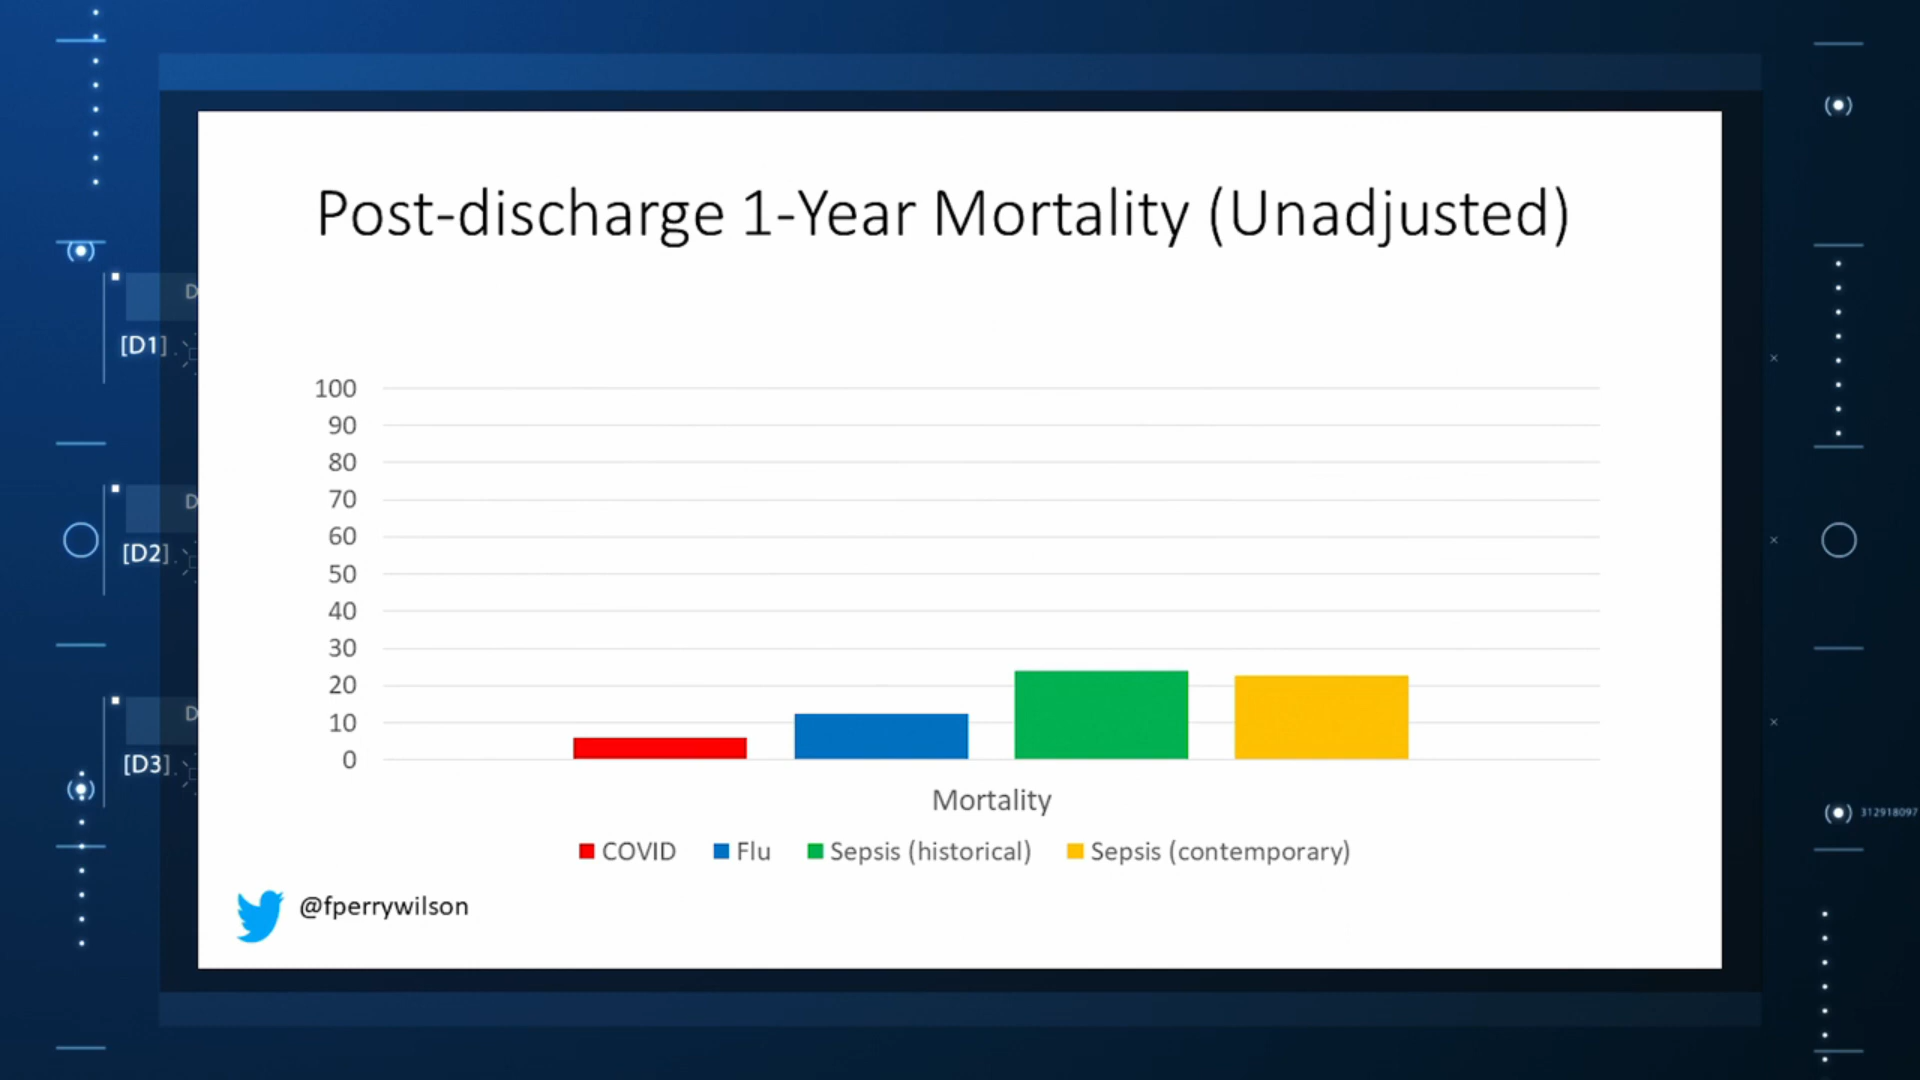 Post-discharge 1-Year Mortality (Unadjusted)
100
90
80
70
60
50
40
30
20
10
0
Mortality
COVID Flu Sepsis (historical) Sepsis (contemporary)
@fperrywilson
D
[D1]
D
[D2]
D
[D3]
312918097